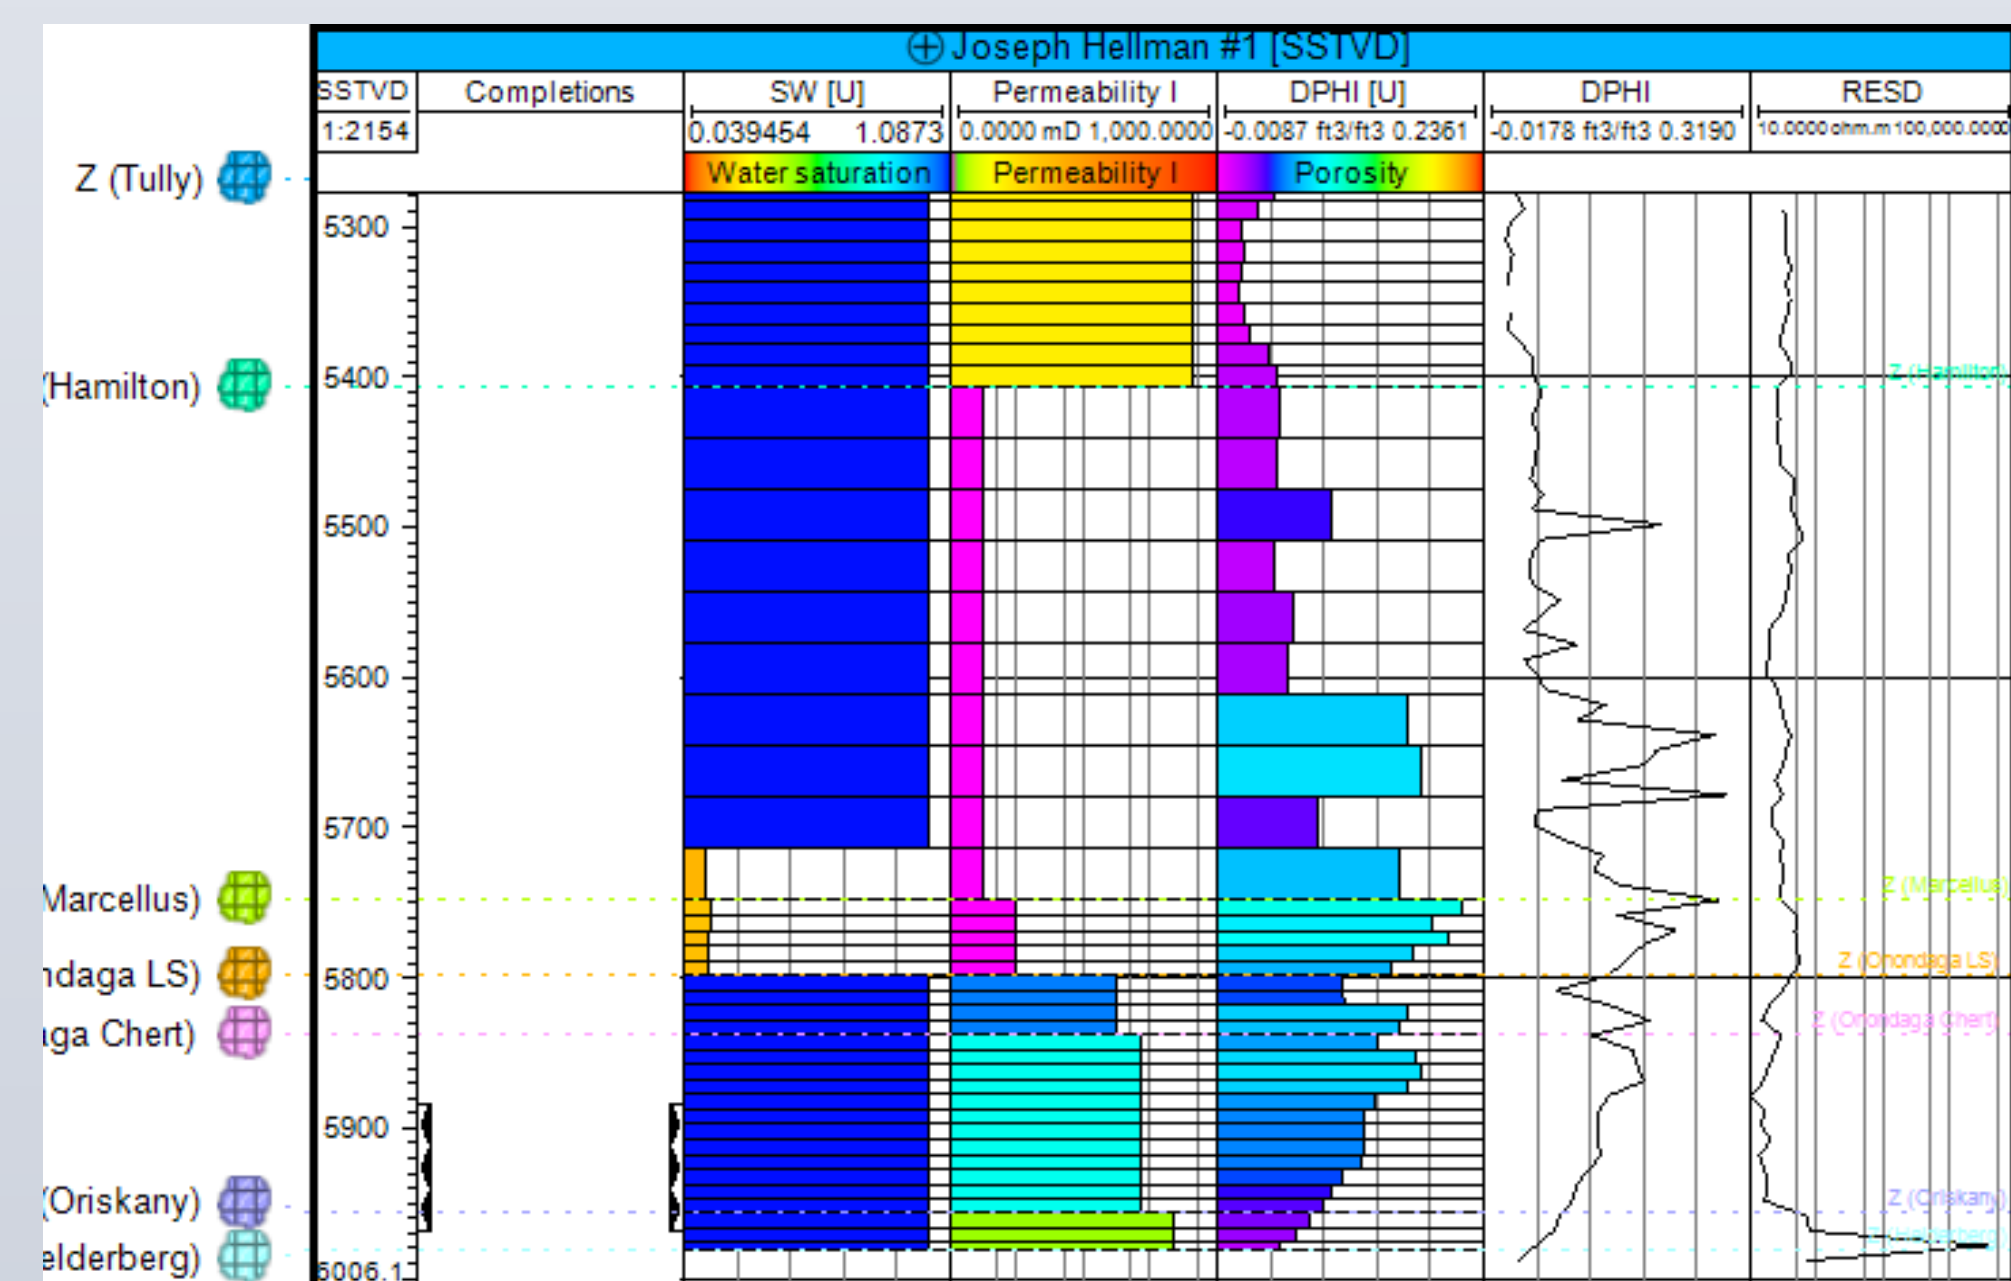 Joseph Hellman #1 [SSTVD]
SSTVD Completions SW [U] Permeability I DPHI [U] DPHI RESD
1:2154 0.039454 1.0873 0.0000 mD 1,000.0000 -0.0087 ft3/ft3 0.2361 -0.0178 ft3/ft3 0.3190 10.0000 ohm.m 100,000.0000
Z (Tully) Water saturation Permeability I Porosity
5300
(Hamilton) 5400 Z (Hamilton)
5500
5600
5700
Marcellus) Z (Marcellus)
ndaga LS) 5800 Z (Onondaga LS)
aga Chert) Z (Onondaga Chert)
5900
(Oriskany) Z (Oriskany)
elderberg) Z (Helderberg)
6006.1